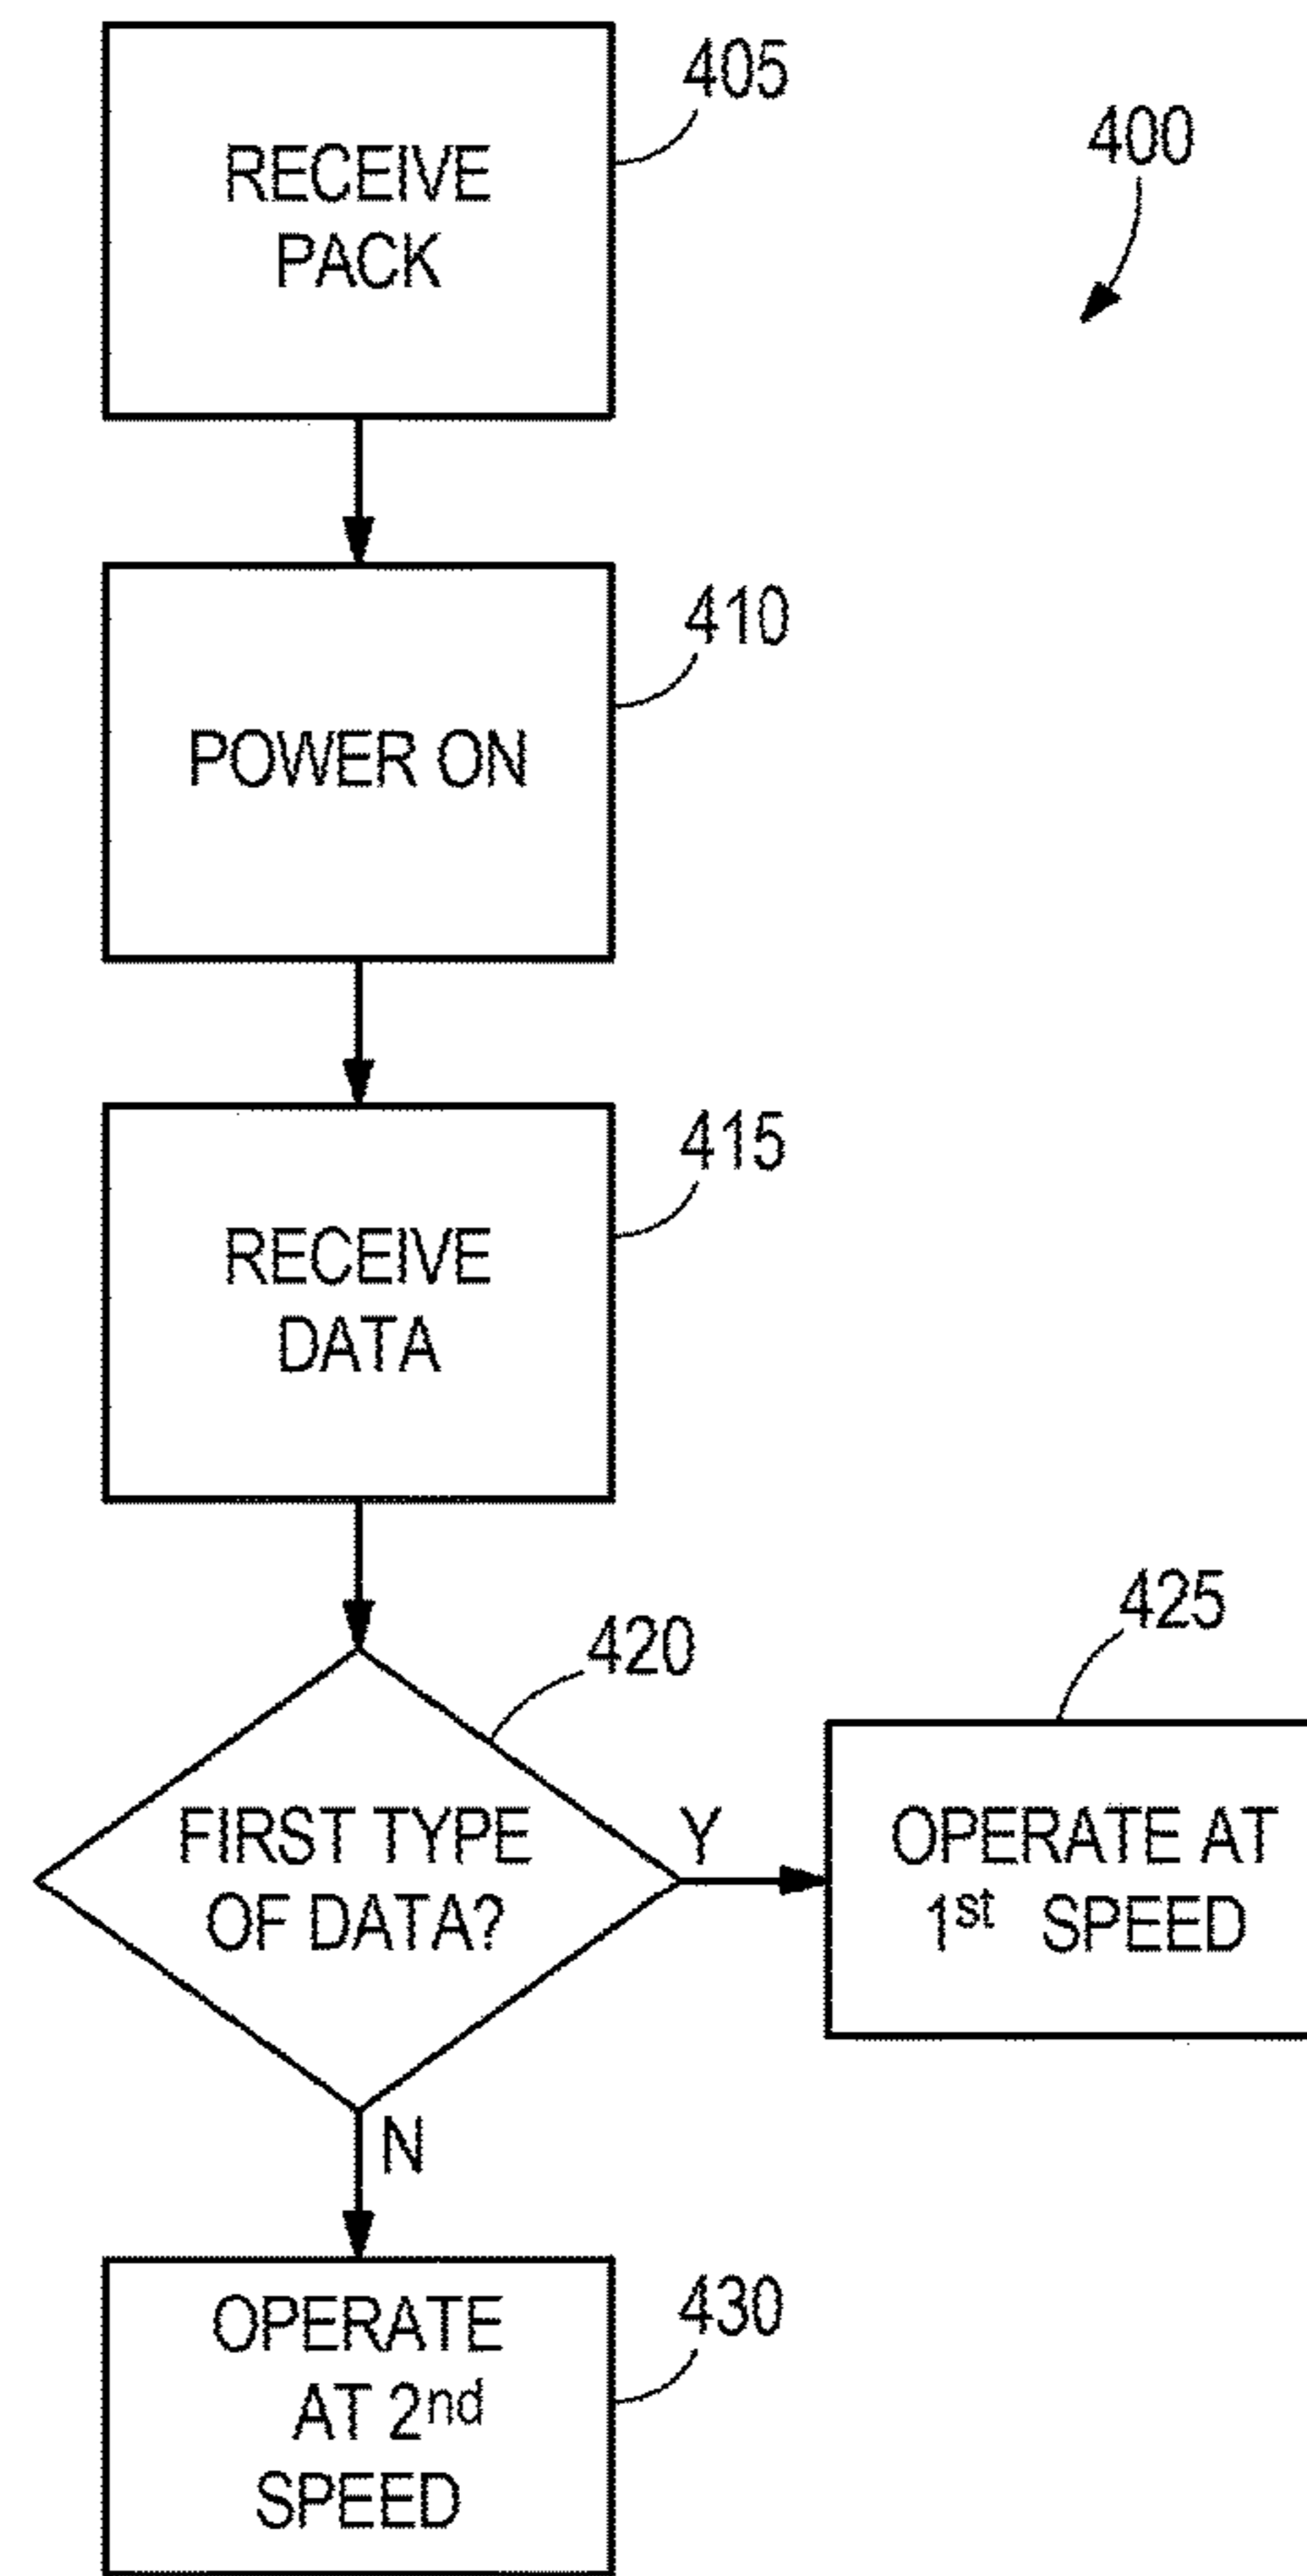 405
400
RECEIVE
PACK
410
POWER ON
415
RECEIVE
DATA
420
425
FIRST TYPE
OF DATA?
Y
OPERATE AT
1st SPEED
N
430
OPERATE
AT 2nd
SPEED